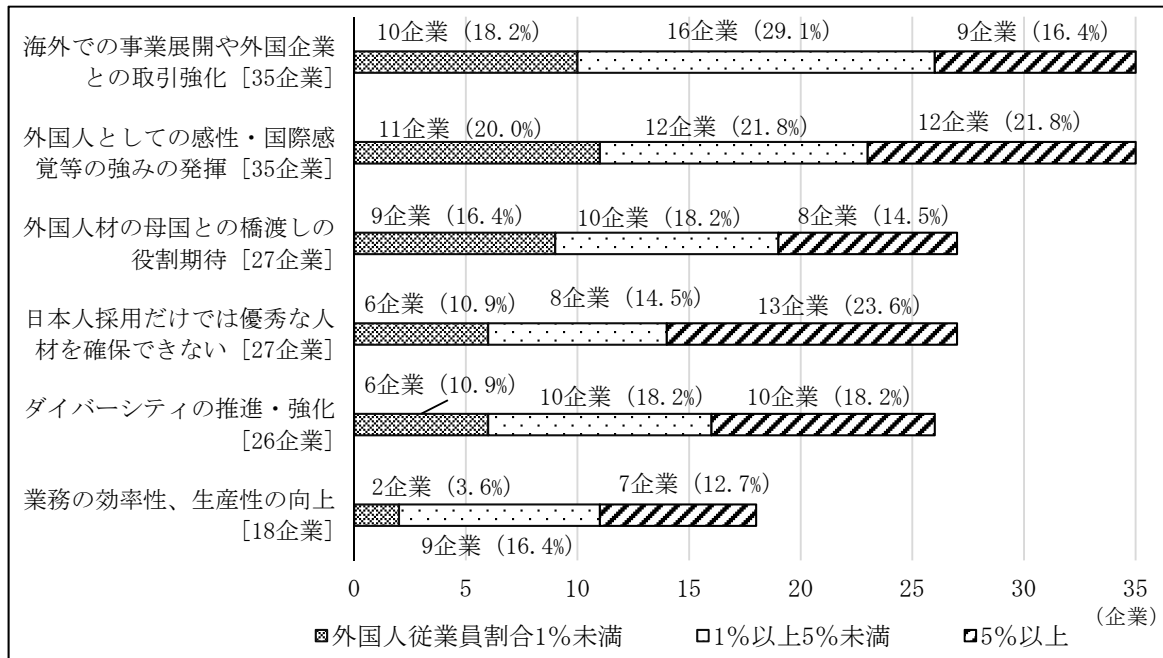 10企業（18.2%） 16企業（29.1%） 9企業（16.4%）
海外での事業展開や外国企業
との取引強化［35企業］
11企業（20.0%） 12企業（21.8%） 12企業（21.8%）
外国人としての感性・国際感
覚等の強みの発揮［35企業］
9企業（16.4%） 10企業（18.2%） 8企業（14.5%）
外国人材の母国との橋渡しの
役割期待［27企業］
6企業（10.9%） 8企業（14.5%） 13企業（23.6%）
日本人採用だけでは優秀な人
材を確保できない［27企業］
6企業（10.9%） 10企業（18.2%） 10企業（18.2%）
ダイバーシティの推進・強化
［26企業］
2企業（3.6%） 7企業（12.7%）
業務の効率性、生産性の向上
［18企業］
9企業（16.4%）
0 5 10 15 20 25 30 35
（企業）
外国人従業員割合1％未満 1％以上5％未満 5％以上